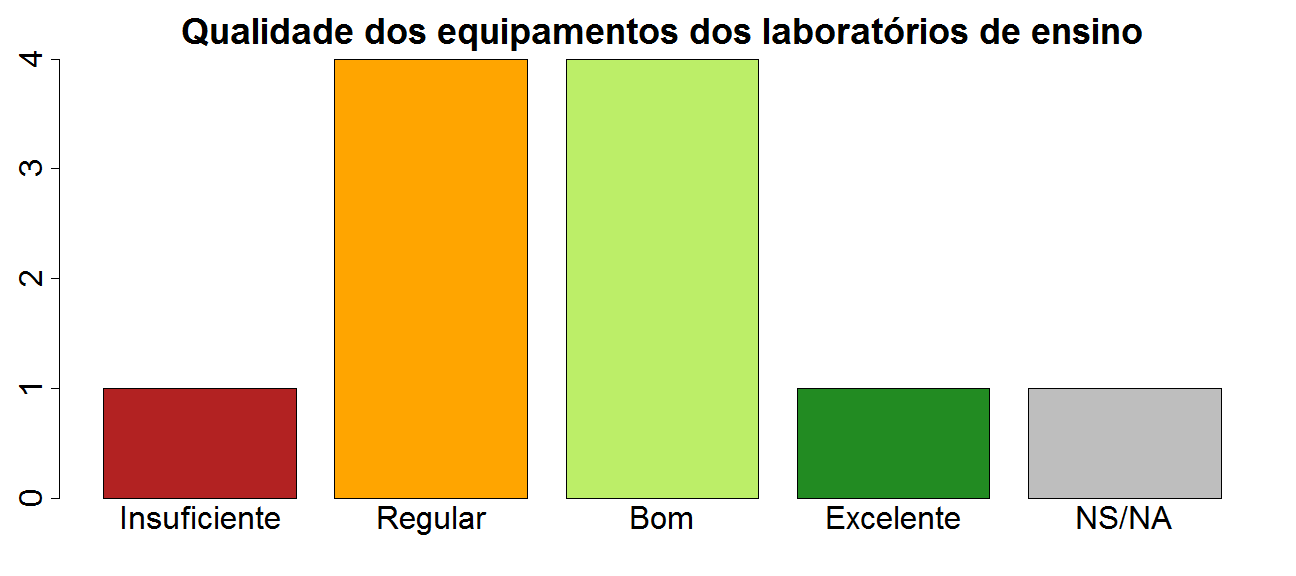 Qualidade dos equipamentos dos laboratórios de ensino
4
3
2
1
0
Insuficiente Regular Bom Excelente NS/NA